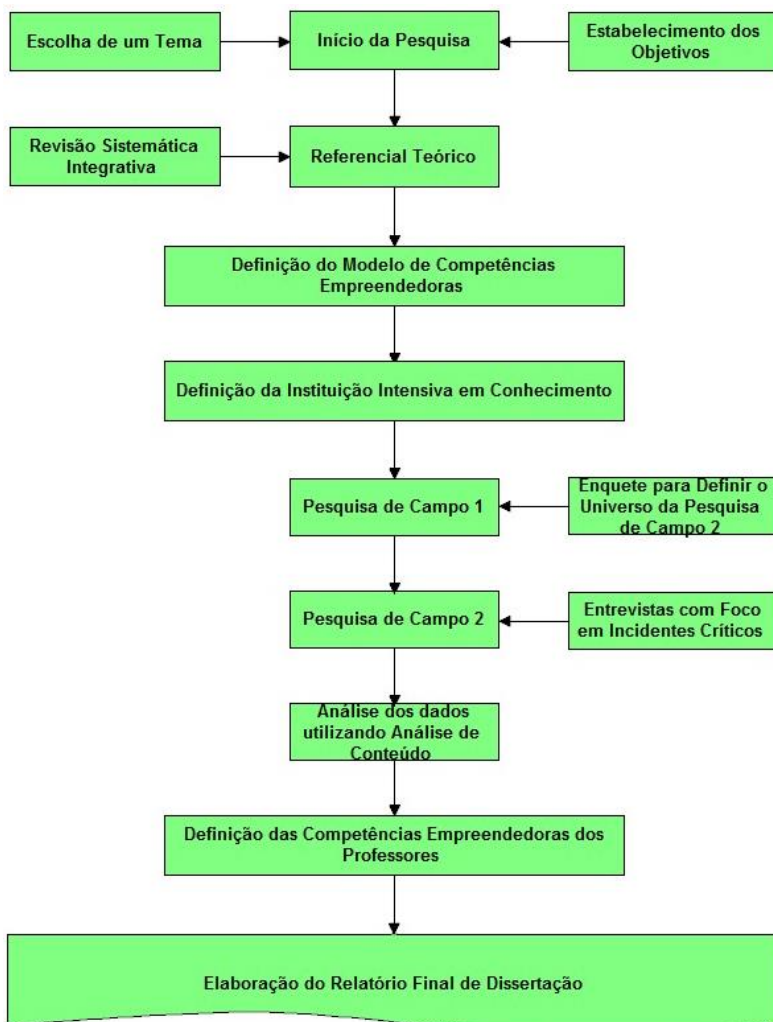 Escolha de um Tema
Início da Pesquisa
Estabelecimento dos
Objetivos
Revisão Sistemática
Integrativa
Referencial Teórico
Definição do Modelo de Competências
Empreendedoras
Definição da Instituição Intensiva em Conhecimento
Pesquisa de Campo 1
Enquete para Definir o
Universo da Pesquisa
de Campo 2
Pesquisa de Campo 2
Entrevistas com Foco
em Incidentes Críticos
Análise dos dados
utilizando Análise de
Conteúdo
Definição das Competências Empreendedoras dos
Professores
Elaboração do Relatório Final de Dissertação